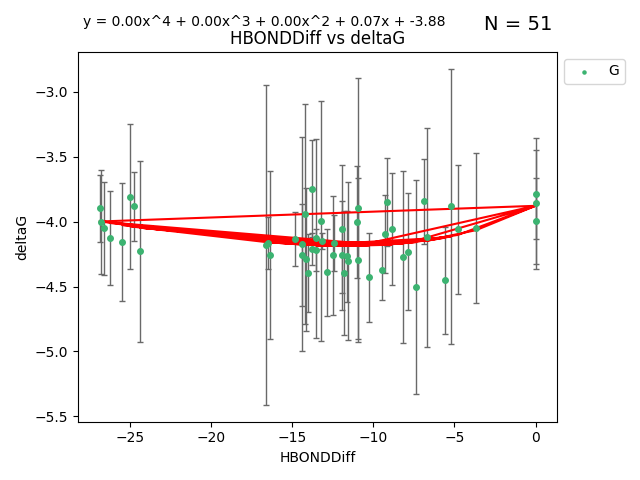 y = 0.00x^4 + 0.00x^3 + 0.00x^2 + 0.07x + -3.88
N = 51
HBONDDiff vs deltaG
G
−3.0
−3.5
−4.0
−4.5
−5.0
−5.5
deltaG
−25
−20
−15
−10
−5
0
HBONDDiff